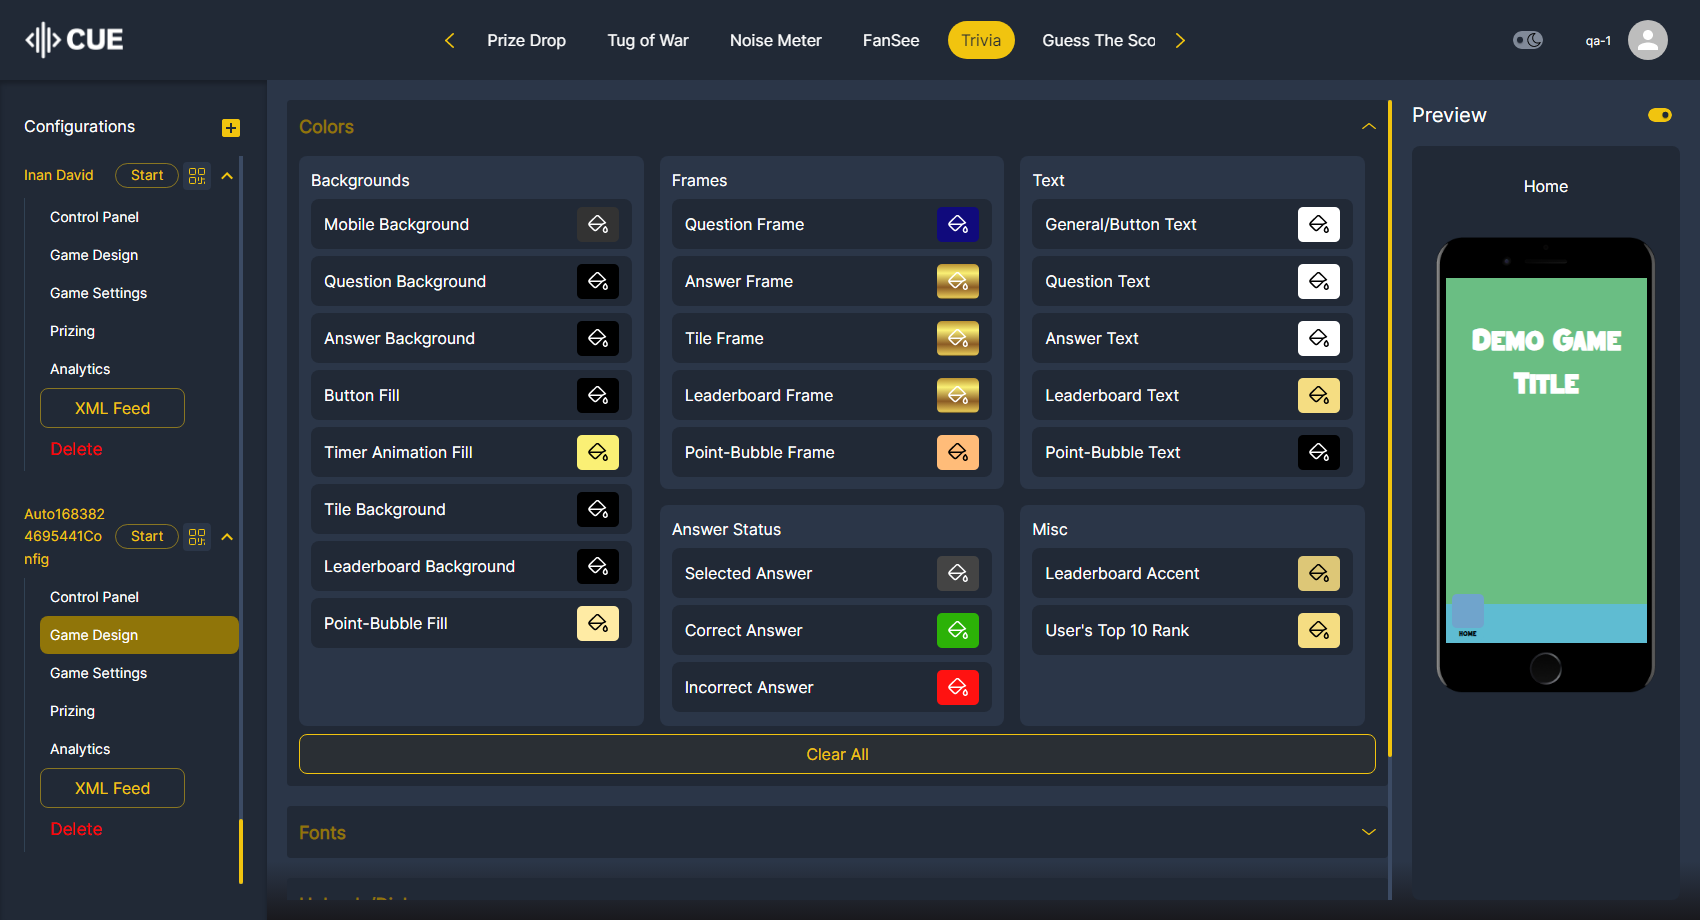 CUE
Prize Drop
Tug of War
Noise Meter
FanSee
Trivia
Guess The Sco
qa-1
Configurations
Inan David
Start
Control Panel
Game Design
Game Settings
Prizing
Analytics
XML Feed
Delete
Auto168382
4695441Co
nfig
Start
Control Panel
Game Design
Game Settings
Prizing
Analytics
XML Feed
Delete
Colors
Backgrounds
Mobile Background
Question Background
Answer Background
Button Fill
Timer Animation Fill
Tile Background
Leaderboard Background
Point-Bubble Fill
Frames
Question Frame
Answer Frame
Tile Frame
Leaderboard Frame
Point-Bubble Frame
Text
General/Button Text
Question Text
Answer Text
Leaderboard Text
Point-Bubble Text
Answer Status
Selected Answer
Correct Answer
Incorrect Answer
Misc
Leaderboard Accent
User's Top 10 Rank
Clear All
Fonts
Preview
Home
Demo Game
Title
HOME